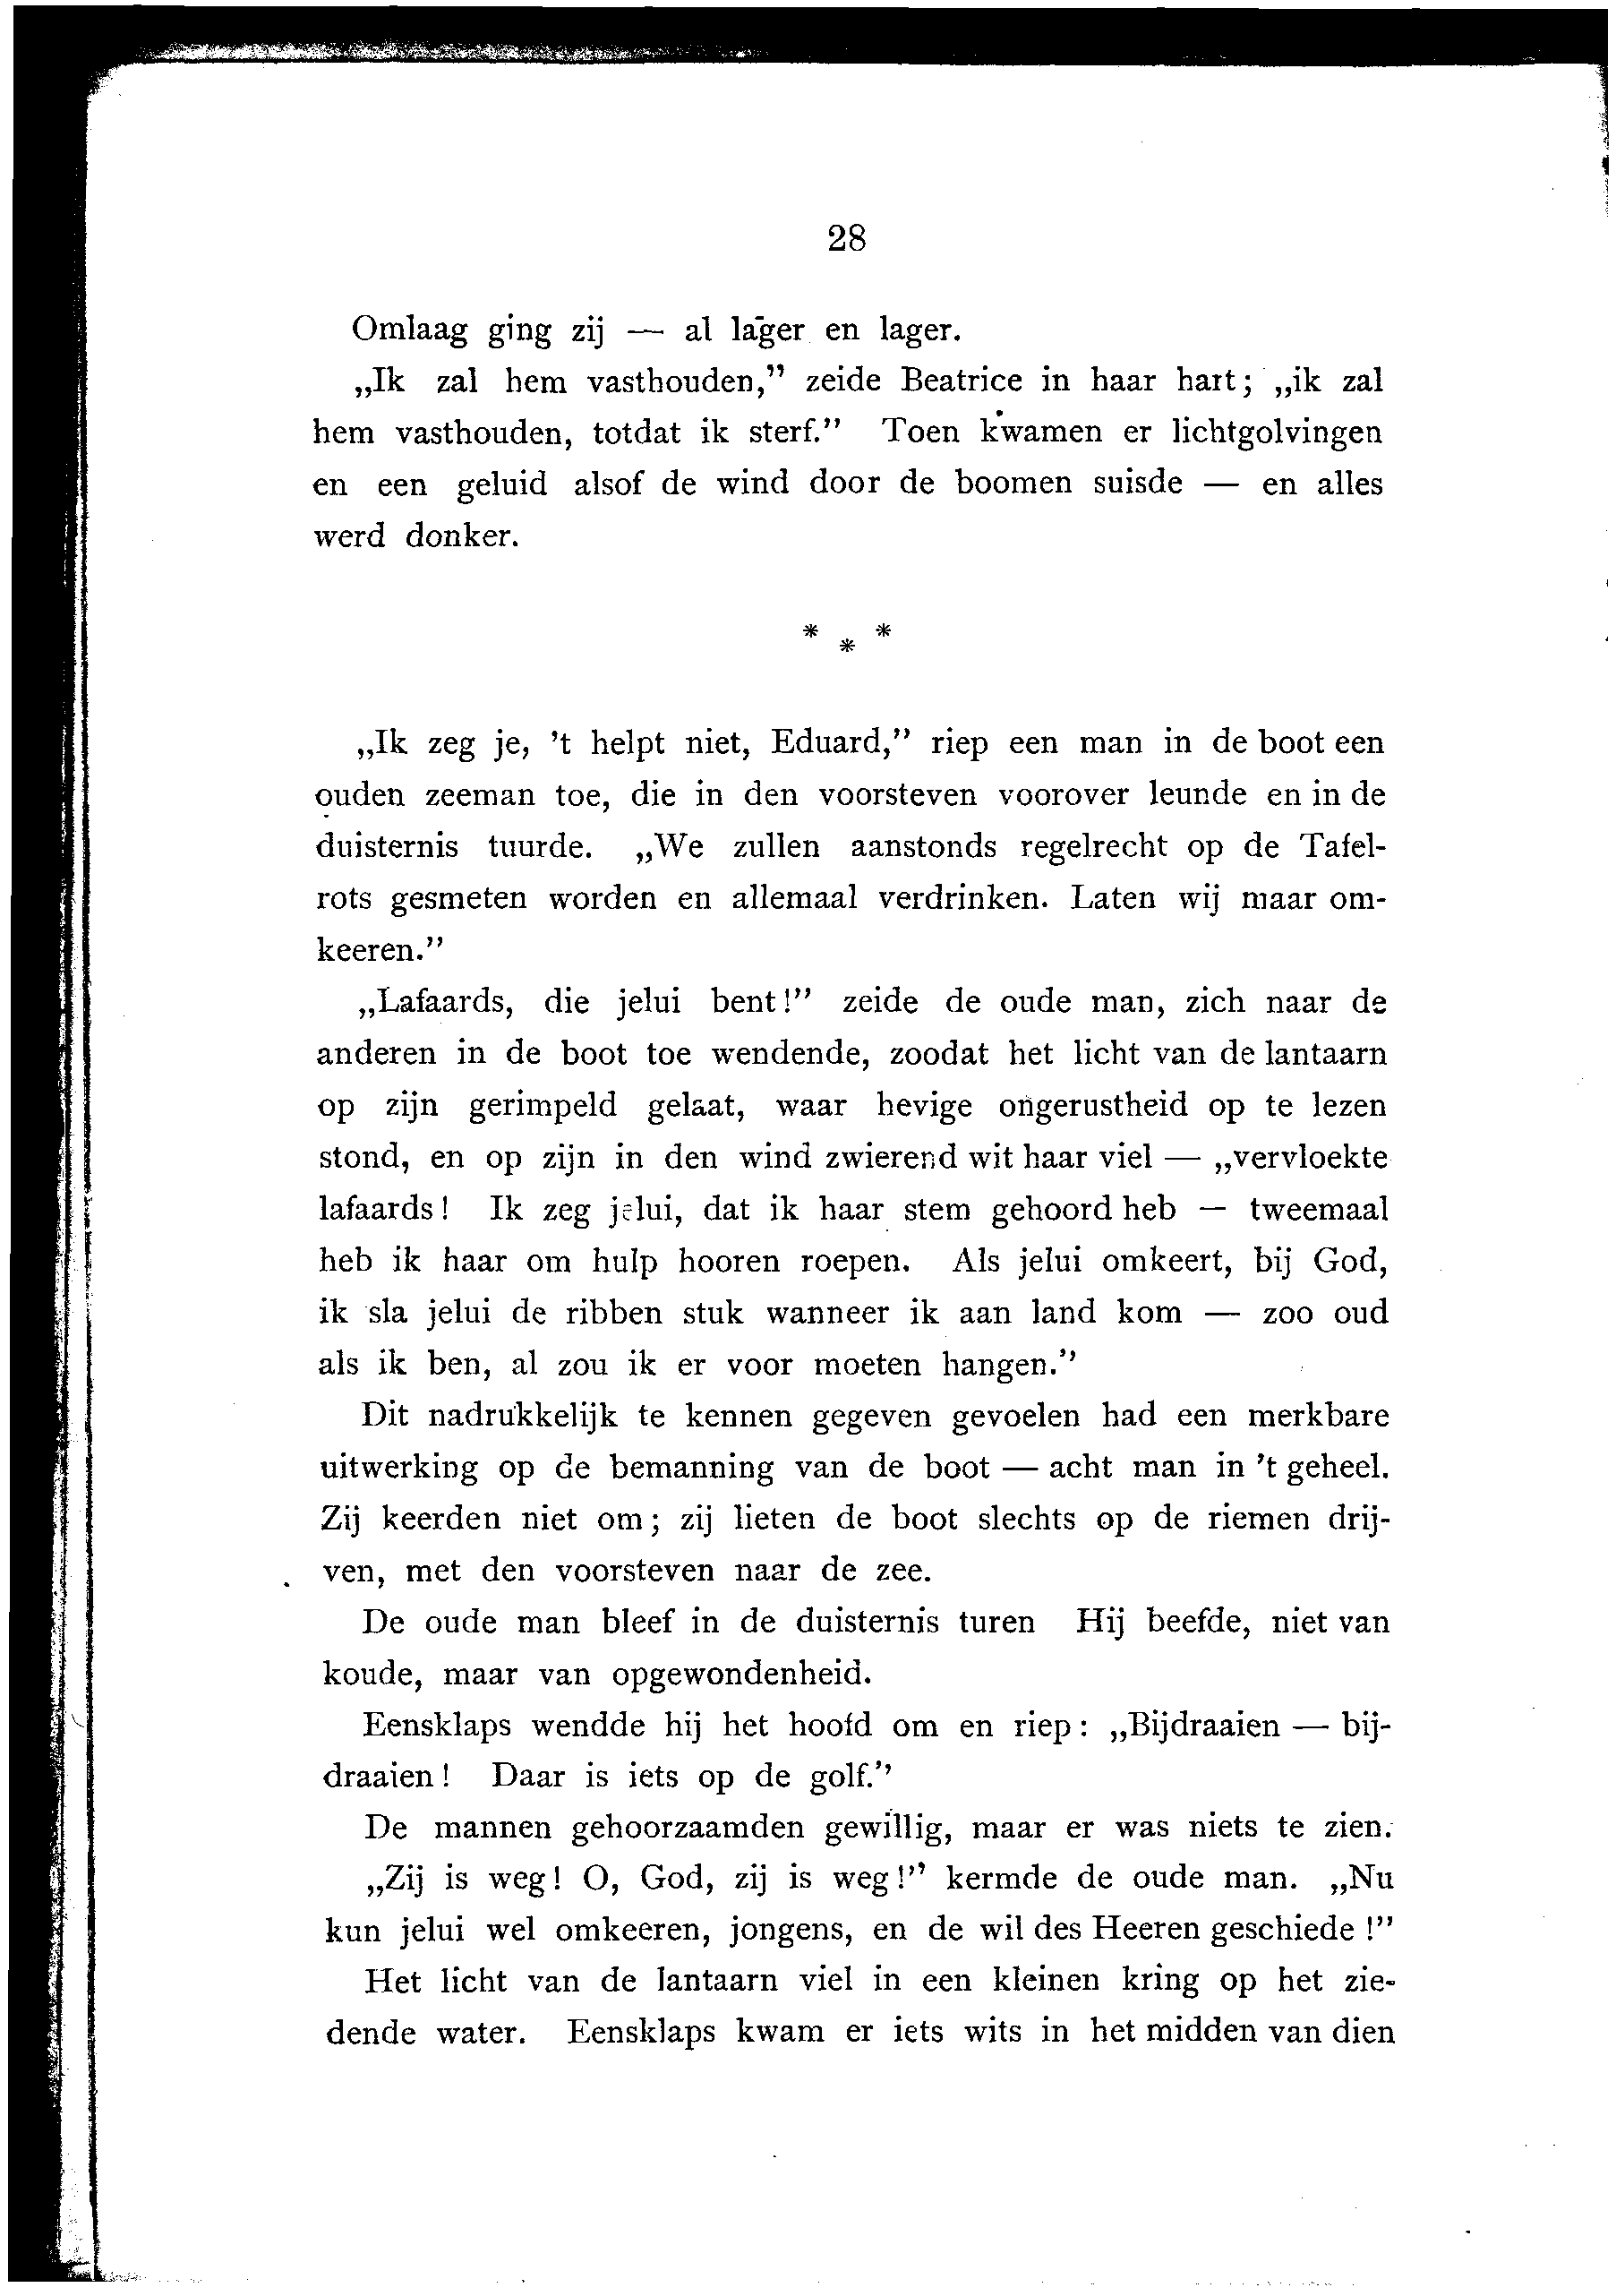 28
Omlaag ging zij — al lager en lager.
„Ik zal hem vasthouden,” zeide Beatrice in haar hart; „ik zal
hem vasthouden, totdat ik sterf.” Toen kwamen er lichtgolvingen
en een geluid alsof de wind door de boomen suisde — en alles
werd donker.
* * *
„Ik zeg je, 't helpt niet, Eduard,” riep een man in de boot een
ouden zeeman toe, die in den voorsteven voorover leunde en in de
duisternis tuurde. „We zullen aanstonds regelrecht op de Tafel-
rots gesmeten worden en allemaal verdrinken. Laten wij maar om-
keeren.”
„Lafaards, die jelui bent!” zeide de oude man, zich naar de
anderen in de boot toe wendende, zoodat het licht van de lantaarn
op zijn gerimpeld gelaat, waar hevige ongerustheid op te lezen
stond, en op zijn in den wind zwierend wit haar viel — „vervloekte
lafaards! Ik zeg jelui, dat ik haar stem gehoord heb — tweemaal
heb ik haar om hulp hooren roepen. Als jelui omkeert, bij God,
ik sla jelui de ribben stuk wanneer ik aan land kom — zoo oud
als ik ben, al zou ik er voor moeten hangen.”
Dit nadrukkelijk te kennen gegeven gevoelen had een merkbare
uitwerking op de bemanning van de boot — acht man in 't geheel.
Zij keerden niet om; zij lieten de boot slechts op de riemen drij-
ven, met den voorsteven naar de zee.
De oude man bleef in de duisternis turen Hij beefde, niet van
koude, maar van opgewondenheid.
Eensklaps wendde hij het hoofd om en riep: „Bijdraaien — bij-
draaien! Daar is iets op de golf.”
De mannen gehoorzaamden gewillig, maar er was niets te zien.
„Zij is weg! O, God, zij is weg!” kermde de oude man. „Nu
kun jelui wel omkeeren, jongens, en de wil des Heeren geschiede!”
Het licht van de lantaarn viel in een kleinen kring op het zie-
dende water. Eensklaps kwam er iets wits in het midden van dien